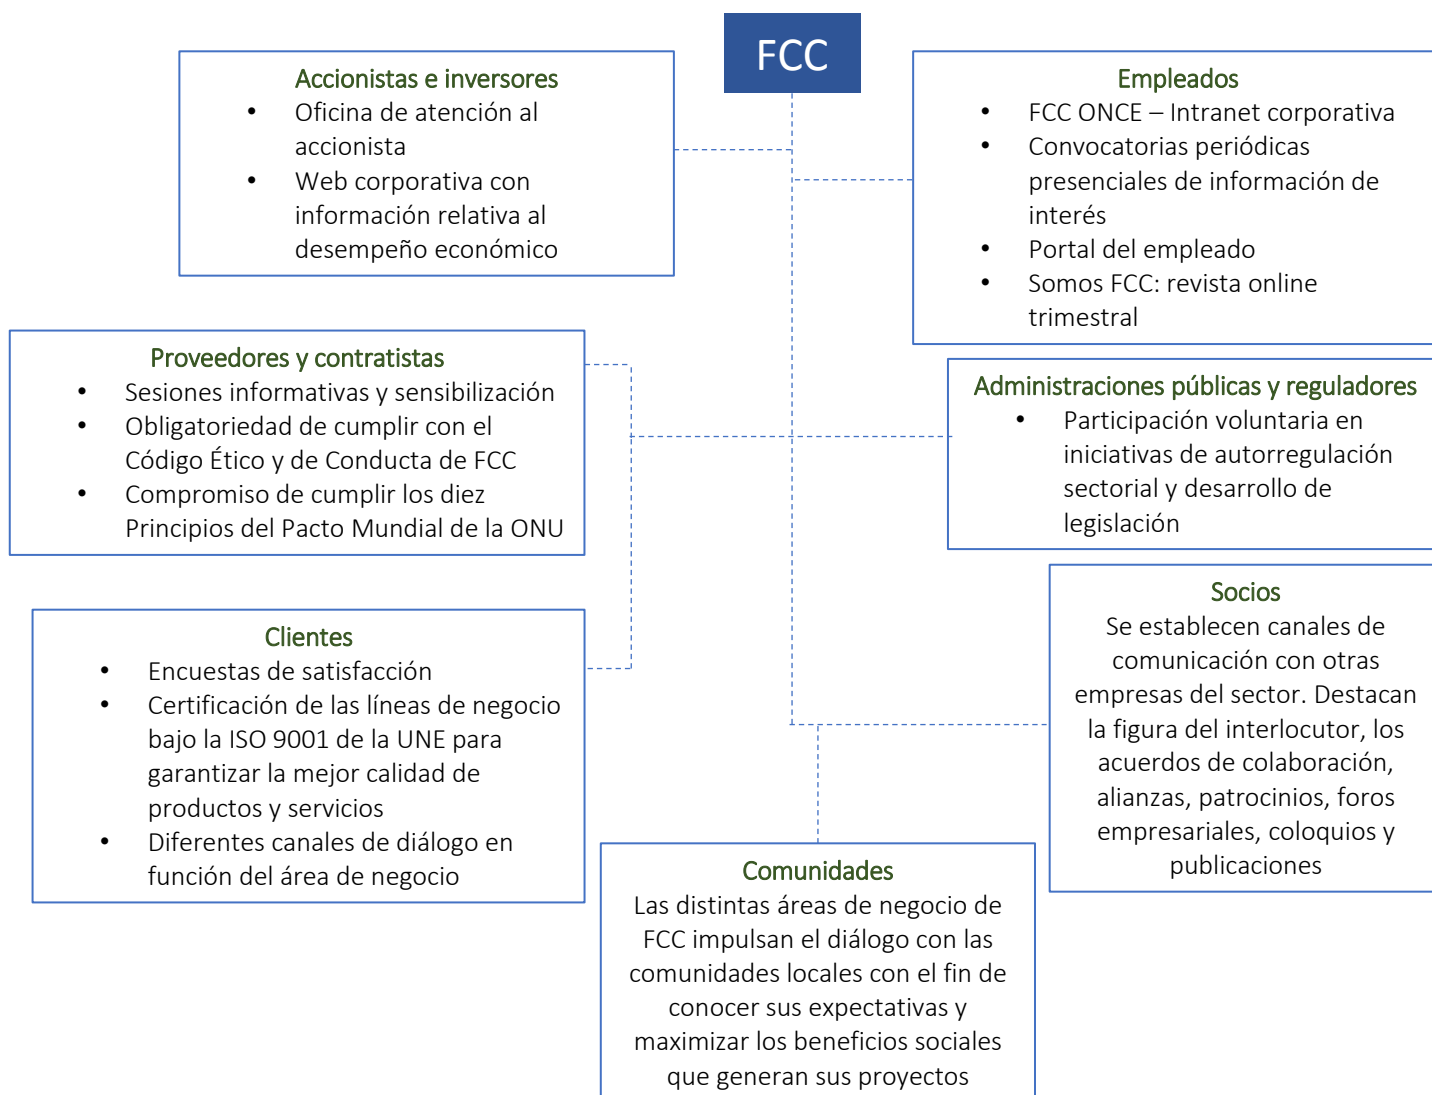 FCC
Accionistas e inversores
• Oficina de atención al
accionista
• Web corporativa con
información relativa al
desempeño económico
Empleados
• FCC ONCE – Intranet corporativa
• Convocatorias periódicas
presenciales de información de
interés
• Portal del empleado
• Somos FCC: revista online
trimestral
Proveedores y contratistas
• Sesiones informativas y sensibilización
• Obligatoriedad de cumplir con el
Código Ético y de Conducta de FCC
• Compromiso de cumplir los diez
Principios del Pacto Mundial de la ONU
Administraciones públicas y reguladores
• Participación voluntaria en
iniciativas de autorregulación
sectorial y desarrollo de
legislación
Clientes
• Encuestas de satisfacción
• Certificación de las líneas de negocio
bajo la ISO 9001 de la UNE para
garantizar la mejor calidad de
productos y servicios
• Diferentes canales de diálogo en
función del área de negocio
Socios
Se establecen canales de
comunicación con otras
empresas del sector. Destacan
la figura del interlocutor, los
acuerdos de colaboración,
alianzas, patrocinios, foros
empresariales, coloquios y
publicaciones
Comunidades
Las distintas áreas de negocio de
FCC impulsan el diálogo con las
comunidades locales con el fin de
conocer sus expectativas y
maximizar los beneficios sociales
que generan sus proyectos